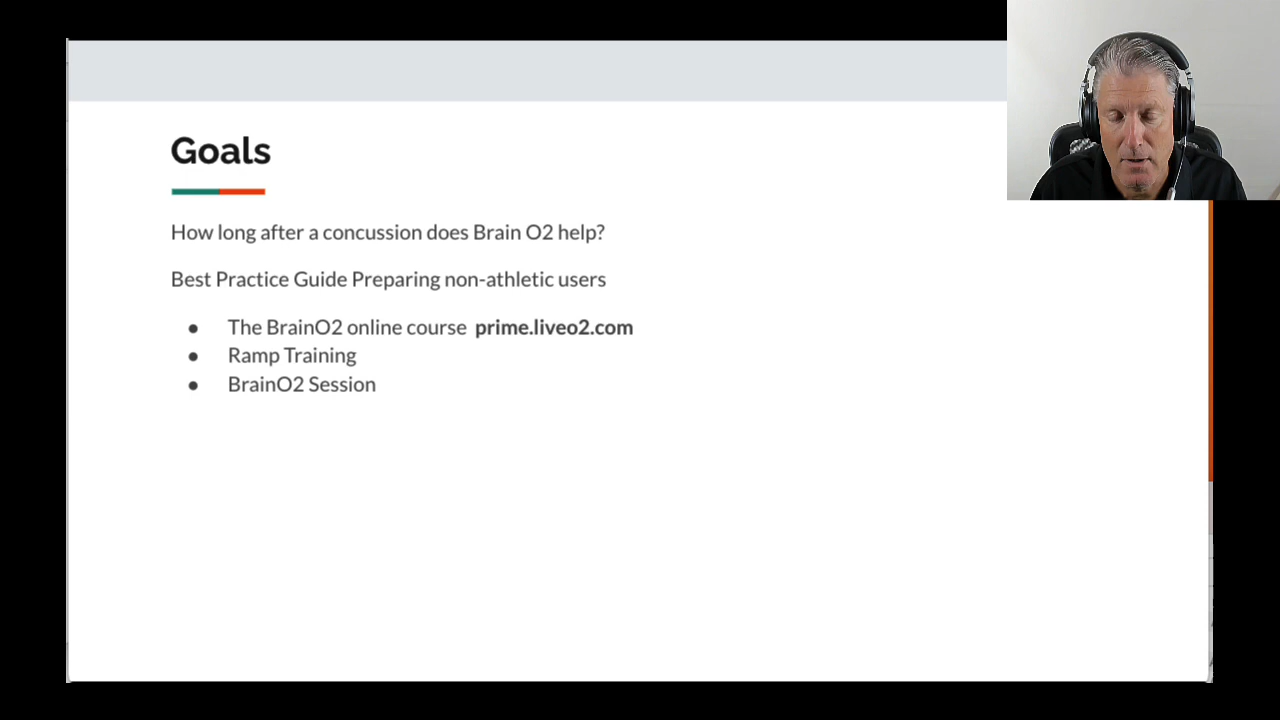 Goals
How long after a concussion does Brain O2 help?
Best Practice Guide Preparing non-athletic users
● The BrainO2 online course prime.liveo2.com
● Ramp Training
● BrainO2 Session